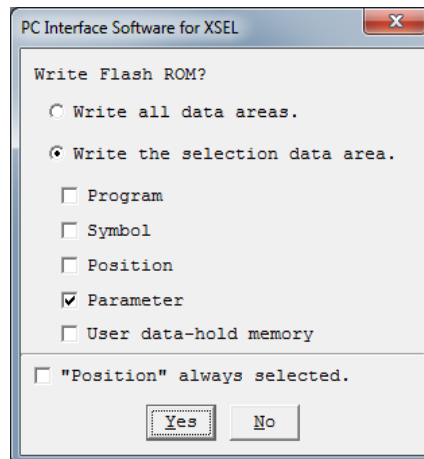 PC Interface Software for XSEL
Write Flash ROM?
Write all data areas.
Write the selection data area.
Program
Symbol
Position
Parameter
User data-hold memory
"Position" always selected.
Yes
No